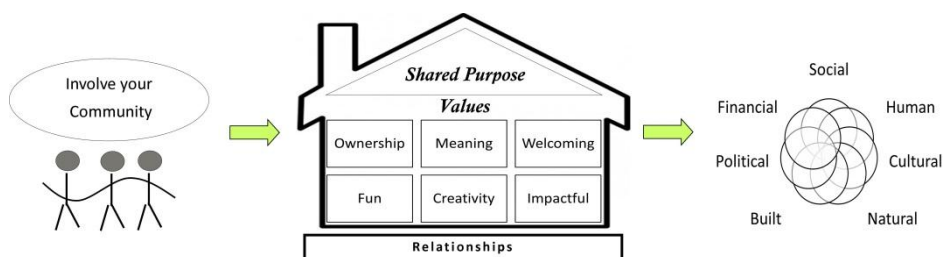 Involve your
Community
Shared Purpose
Values
Ownership
Meaning
Welcoming
Fun
Creativity
Impactful
Relationships
Social
Financial
Human
Political
Cultural
Built
Natural